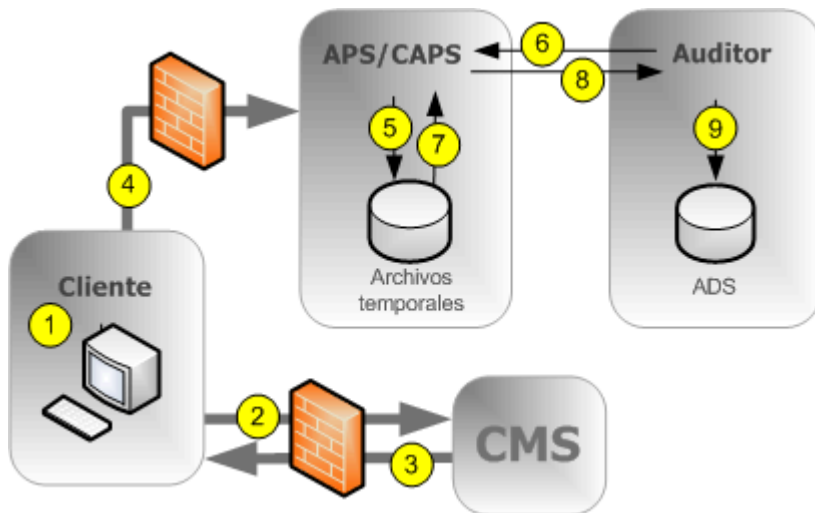 6
APS/CAPS
Auditor
8
5
7
9
4
Archivos
temporales
ADS
Cliente
1
2
CMS
3